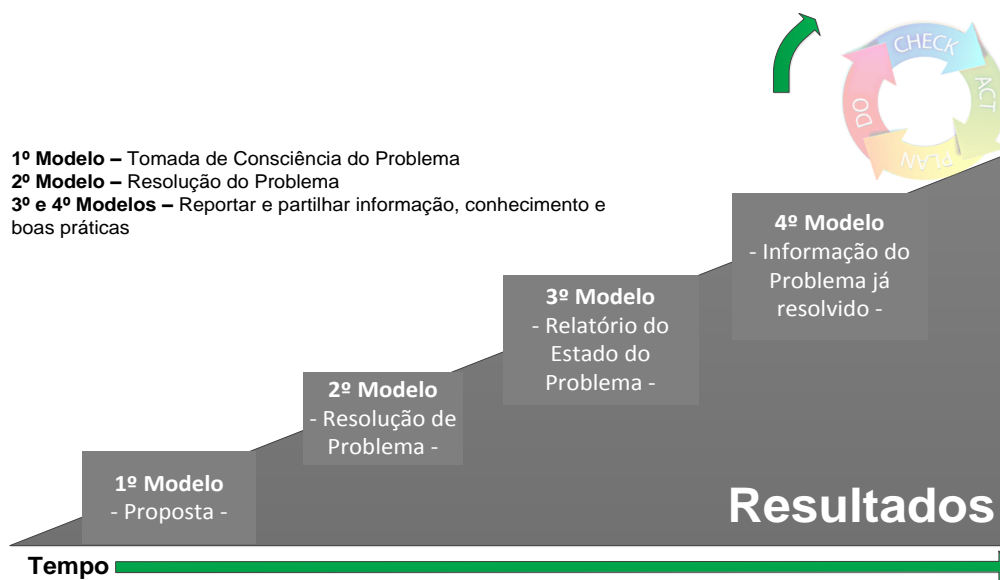 CHECK
ACT
DO
PLAN
1º Modelo – Tomada de Consciência do Problema
2º Modelo – Resolução do Problema
3º e 4º Modelos – Reportar e partilhar informação, conhecimento e
boas práticas
4º Modelo
- Informação do
Problema já
resolvido -
3º Modelo
- Relatório do
Estado do
Problema -
2º Modelo
- Resolução de
Problema -
1º Modelo
- Proposta -
Resultados
Tempo